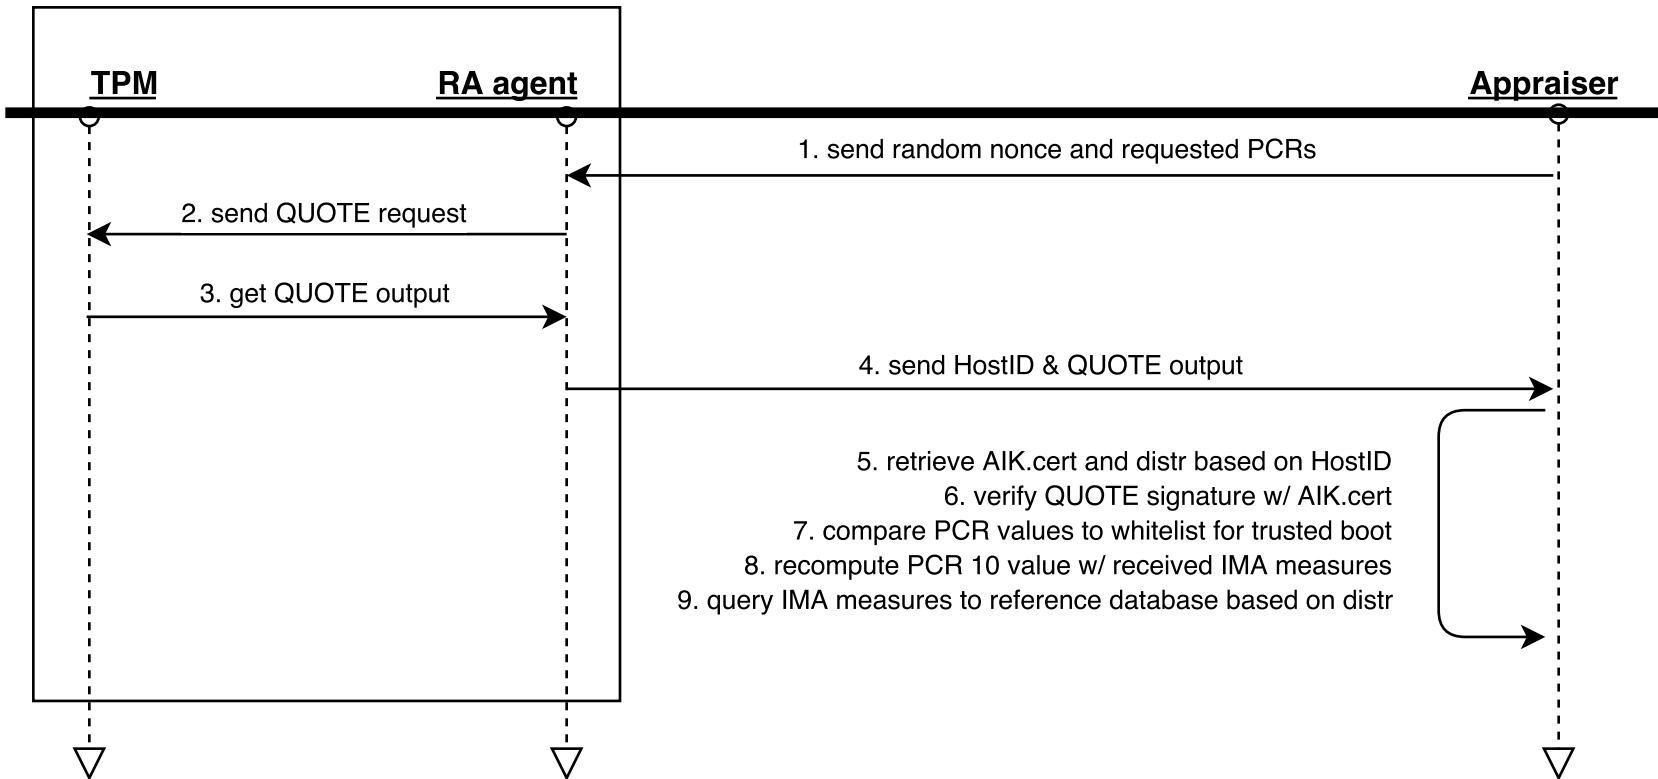 TPM
RA agent
Appraiser
1. send random nonce and requested PCRs
2. send QUOTE request
3. get QUOTE output
4. send HostID & QUOTE output
5. retrieve AIK.cert and distr based on HostID
6. verify QUOTE signature w/ AIK.cert
7. compare PCR values to whitelist for trusted boot
8. recompute PCR 10 value w/ received IMA measures
9. query IMA measures to reference database based on distr